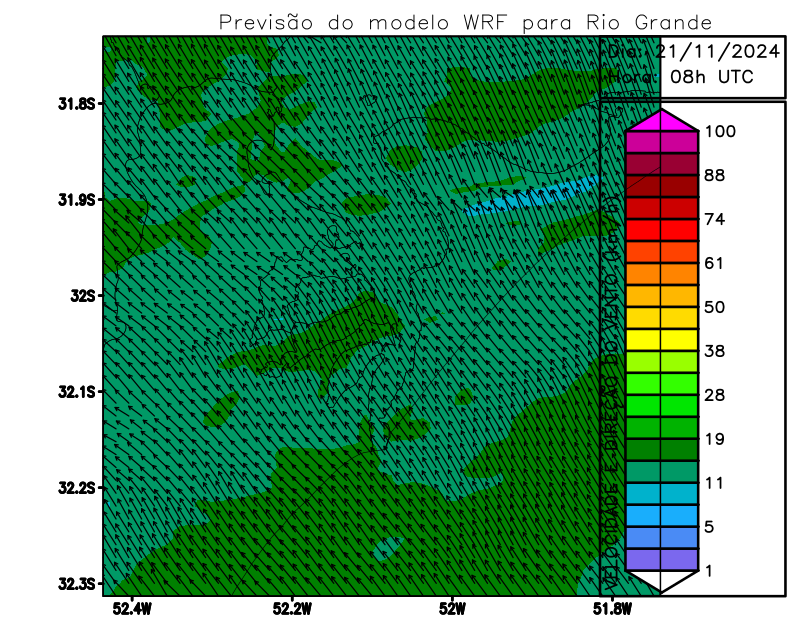 Previsão do modelo WRF para Rio Grande
Dia: 21/11/2024
Hora: 08h UTC
31.8S
31.9S
32S
32.1S
32.2S
32.3S
52.4W
52.2W
52W
51.8W
VELOCIDADE E DIREÇÃO DO VENTO (km/h)
100
88
74
61
50
38
28
19
11
5
1